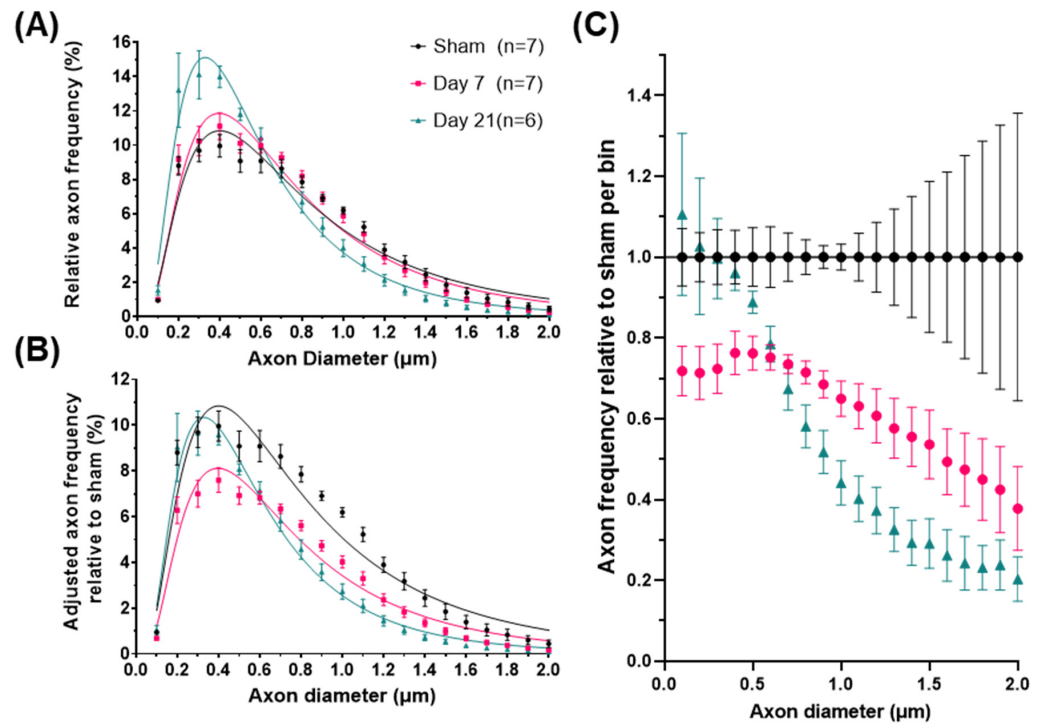 (A)
Relative axon frequency (%)
16
14
12
10
8
6
4
2
0
0.0 0.2 0.4 0.6 0.8 1.0 1.2 1.4 1.6 1.8 2.0
Axon Diameter (µm)
Sham (n=7)
Day 7 (n=7)
Day 21(n=6)
(B)
Adjusted axon frequency
relative to sham (%)
12
10
8
6
4
2
0
0.0 0.2 0.4 0.6 0.8 1.0 1.2 1.4 1.6 1.8 2.0
Axon diameter (µm)
(C)
Axon frequency relative to sham per bin
1.4
1.2
1.0
0.8
0.6
0.4
0.2
0.0
0.0 0.5 1.0 1.5 2.0
Axon diameter (µm)